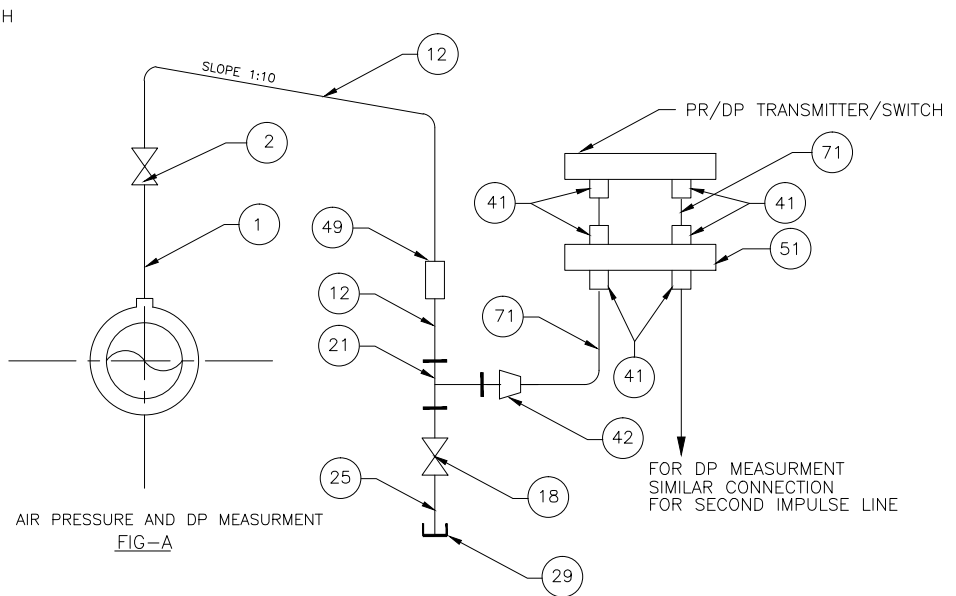 H
12
SLOPE 1:10
PR/DP TRANSMITTER/SWITCH
2
71
41
41
1
49
51
12
71
21
41
42
FOR DP MEASURMENT
SIMILAR CONNECTION
FOR SECOND IMPULSE LINE
25
18
AIR PRESSURE AND DP MEASURMENT
FIG-A
29